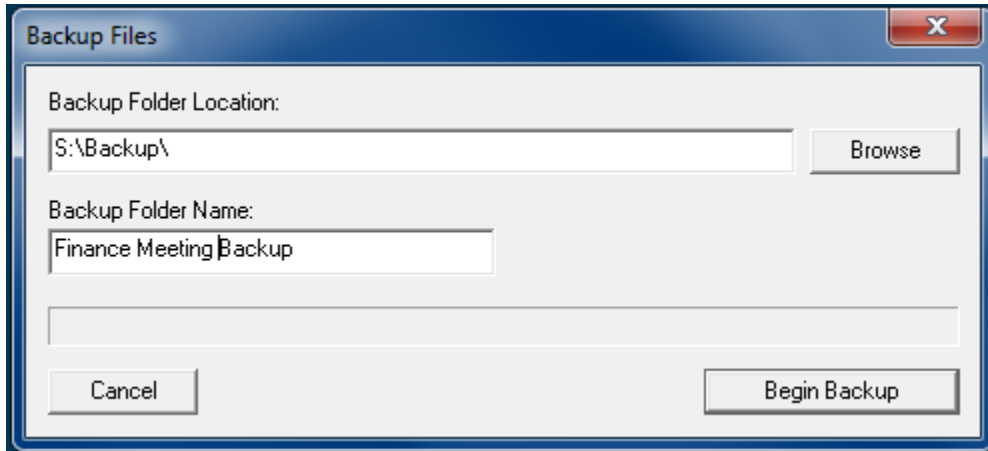 Backup Files
Backup Folder Location:
S:\Backup\
Browse
Backup Folder Name:
Finance Meeting Backup
Cancel
Begin Backup